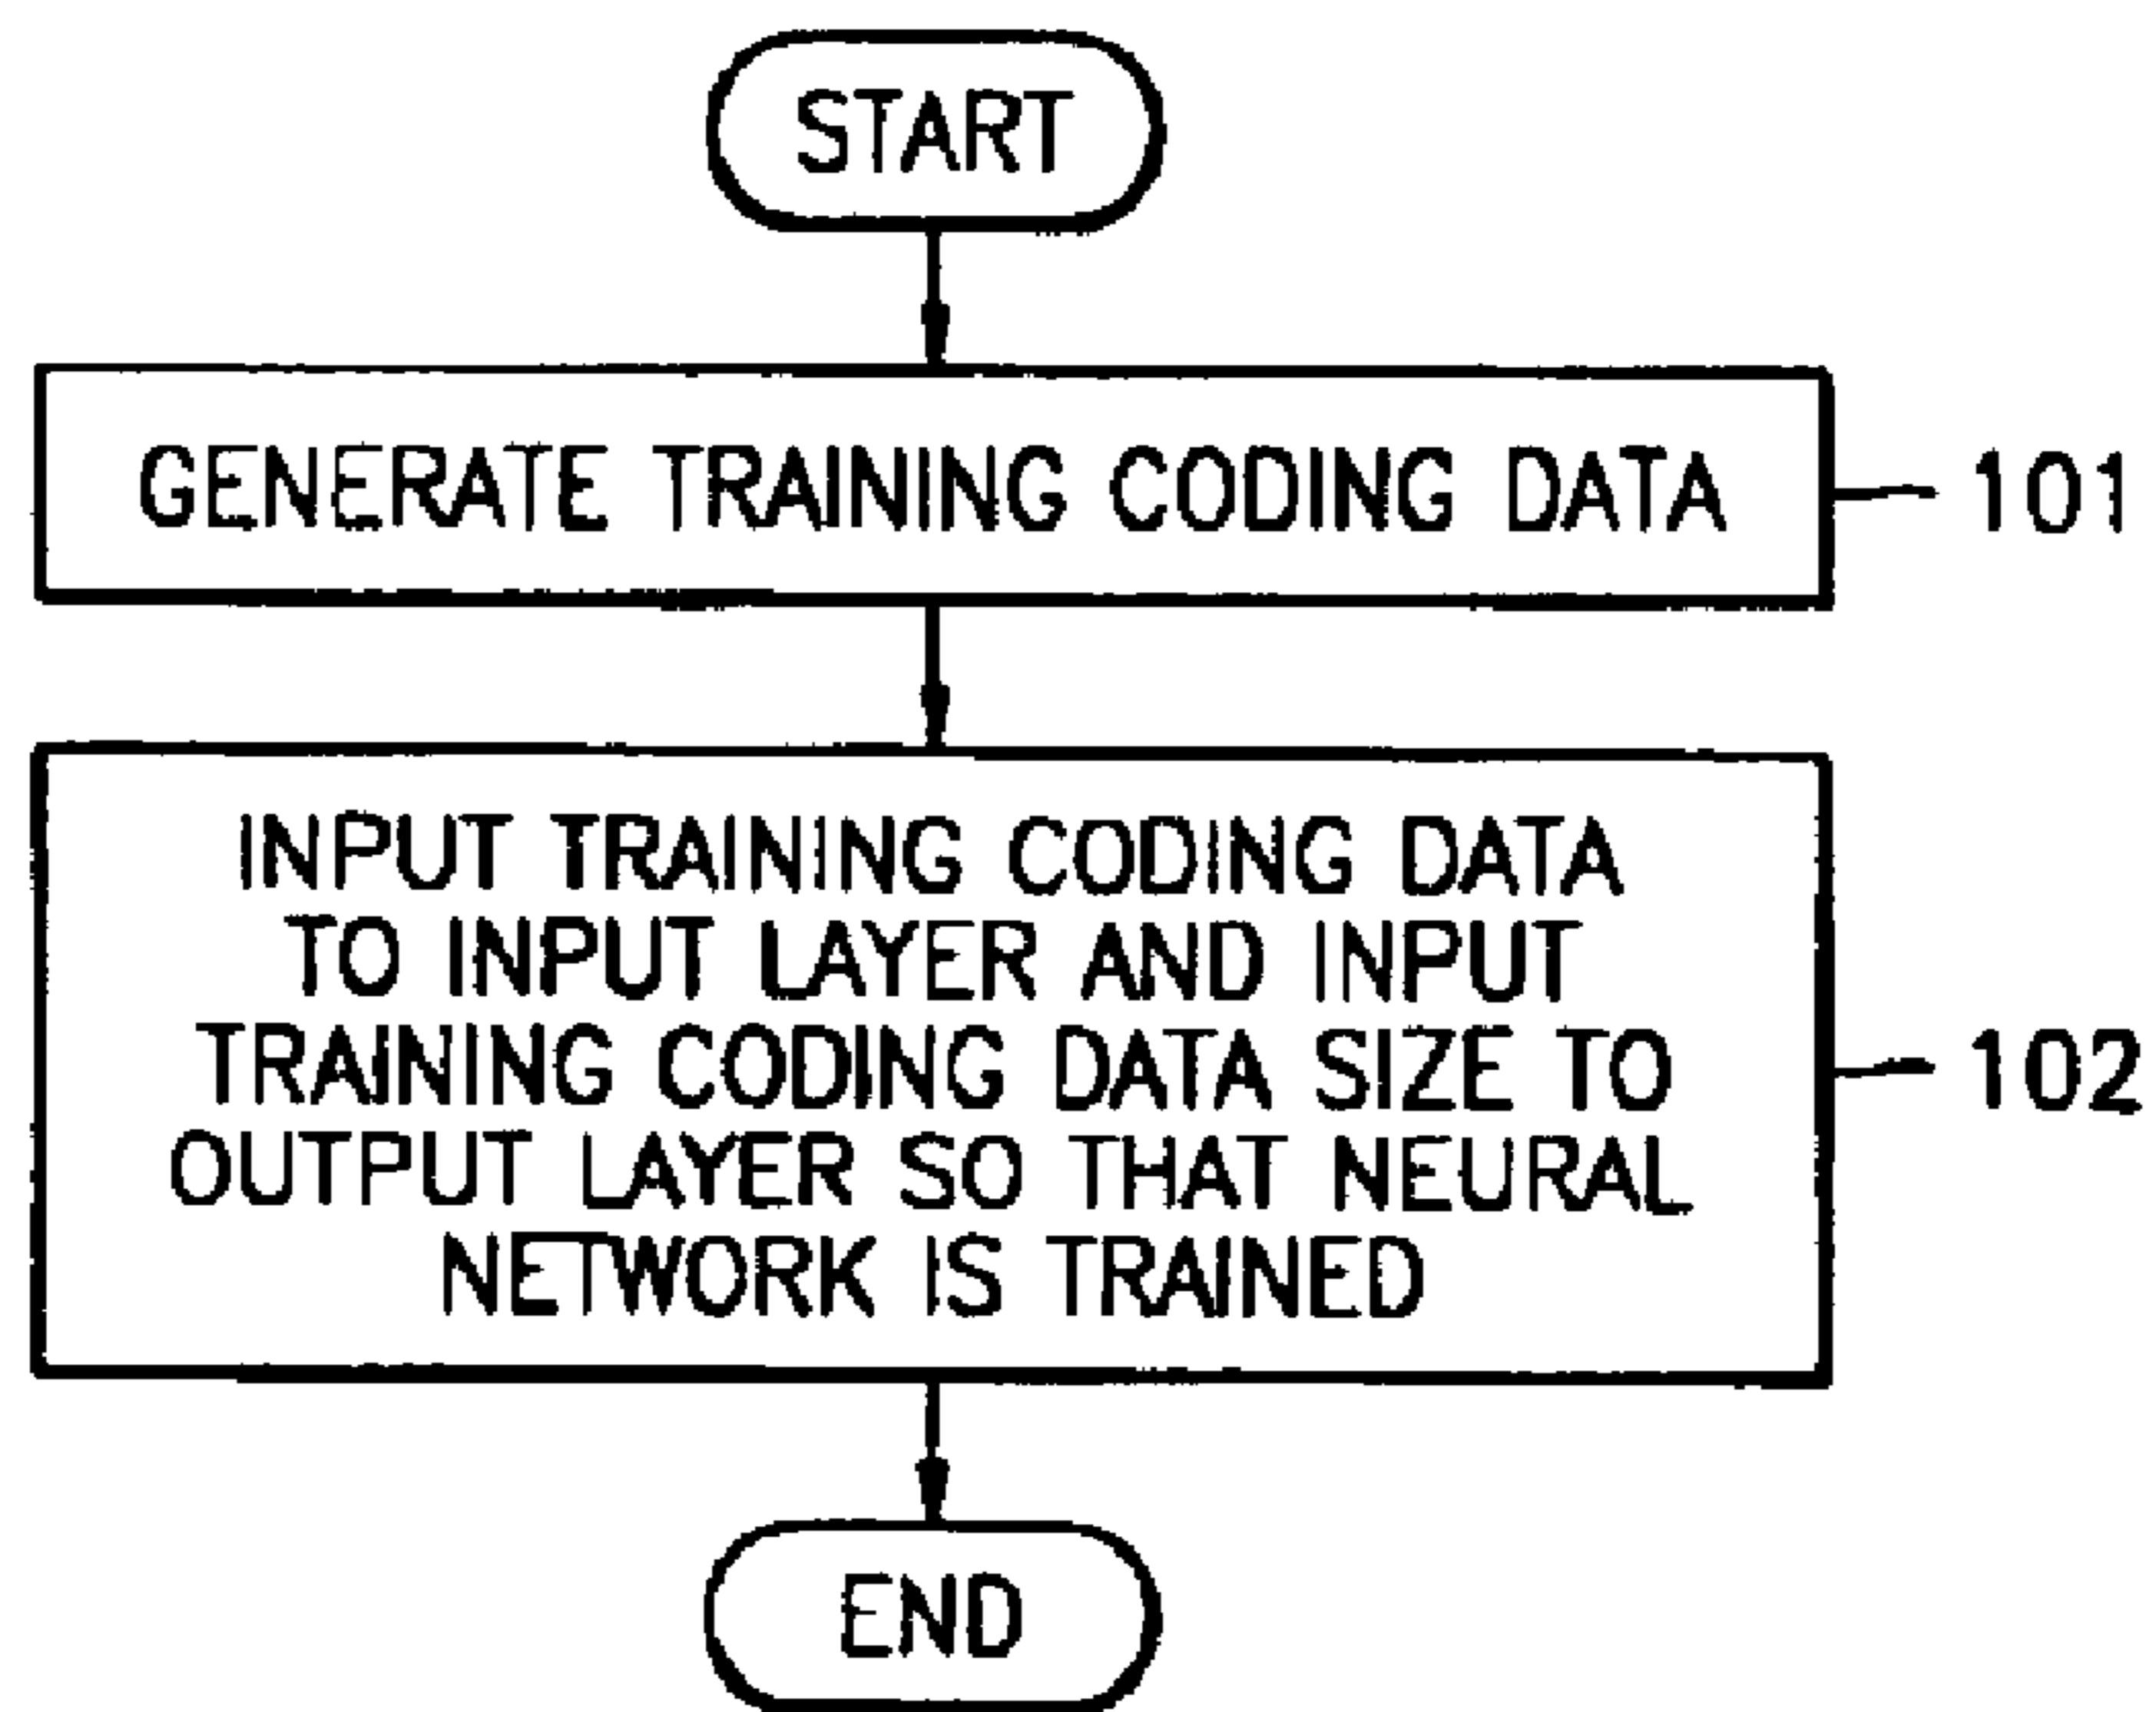 START
GENERATE TRAINING CODING DATA
101
INPUT TRAINING CODING DATA
TO INPUT LAYER AND INPUT
TRAINING CODING DATA SIZE TO
OUTPUT LAYER SO THAT NEURAL
NETWORK IS TRAINED
102
END